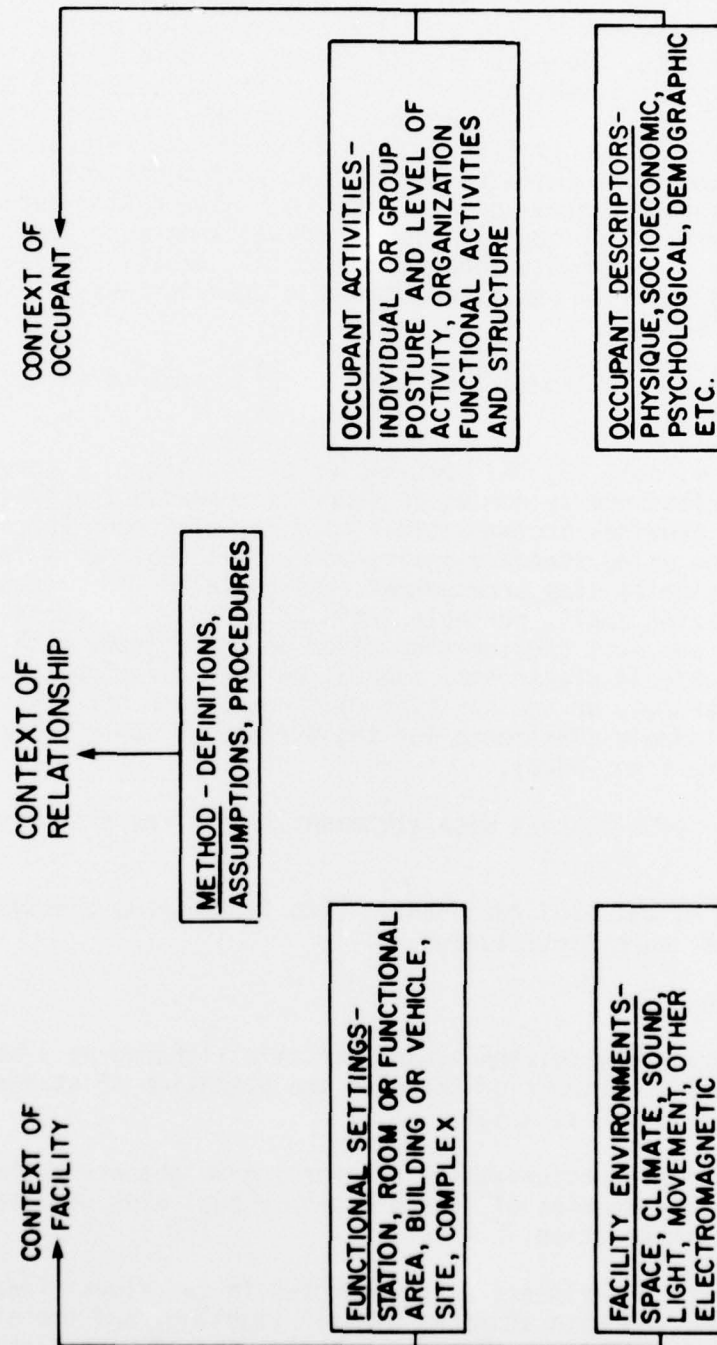 CONTEXT OF
FACILITY
CONTEXT OF
RELATIONSHIP
CONTEXT OF
OCCUPANT
METHOD - DEFINITIONS,
ASSUMPTIONS, PROCEDURES
FUNCTIONAL SETTINGS-
STATION, ROOM OR FUNCTIONAL
AREA, BUILDING OR VEHICLE,
SITE, COMPLEX
OCCUPANT ACTIVITIES-
INDIVIDUAL OR GROUP
POSTURE AND LEVEL OF
ACTIVITY, ORGANIZATION
FUNCTIONAL ACTIVITIES
AND STRUCTURE
FACILITY ENVIRONMENTS-
SPACE, CLIMATE, SOUND,
LIGHT, MOVEMENT, OTHER
ELECTROMAGNETIC
OCCUPANT DESCRIPTORS-
PHYSIQUE, SOCIOECONOMIC,
PSYCHOLOGICAL, DEMOGRAPHIC
ETC.